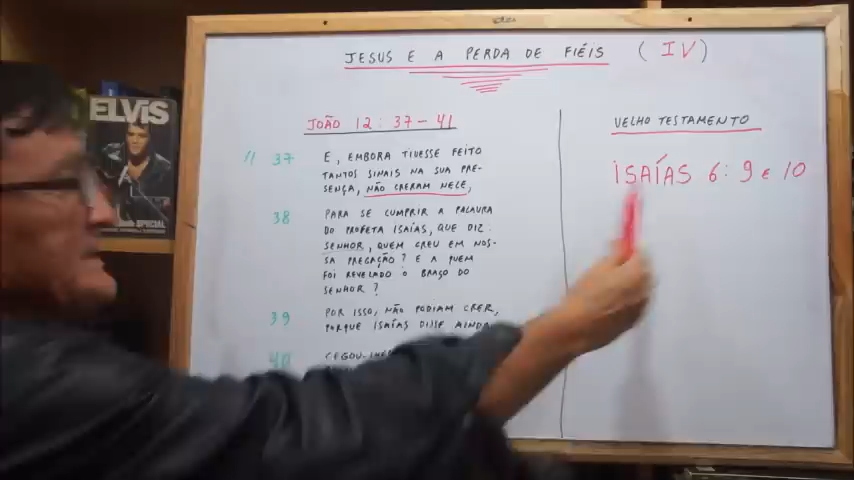 JESUS E A PERDA DE FIÉIS (IV)
ELVIS
SPECIAL
JOÃO 12: 37-41
VELHO TESTAMENTO
ISAÍAS 6: 9 E 10
" 37 E, EMBORA TIVESSE FEITO
TANTOS SINAIS NA SUA PRE-
SENÇA, NÃO CRERAM NELE,
38 PARA SE CUMPRIR A PALAVRA
DO PROFETA ISAÍAS, QUE DIZ.
SENHOR, QUEM CREU EM NOS-
SA PREGAÇÃO? E A QUEM
FOI REVELADO O BRAÇO DO
SENHOR?
39 POR ISSO, NÃO PODIAM CRER,
PORQUE ISAÍAS DISSE AINDA
40 CEGOU-LHE